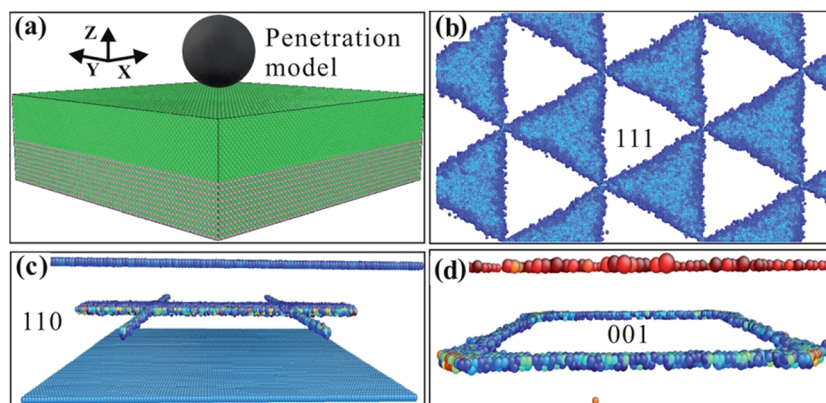 (a)
Z
Y X
Penetration
model
(b)
111
(c)
110
(d)
001